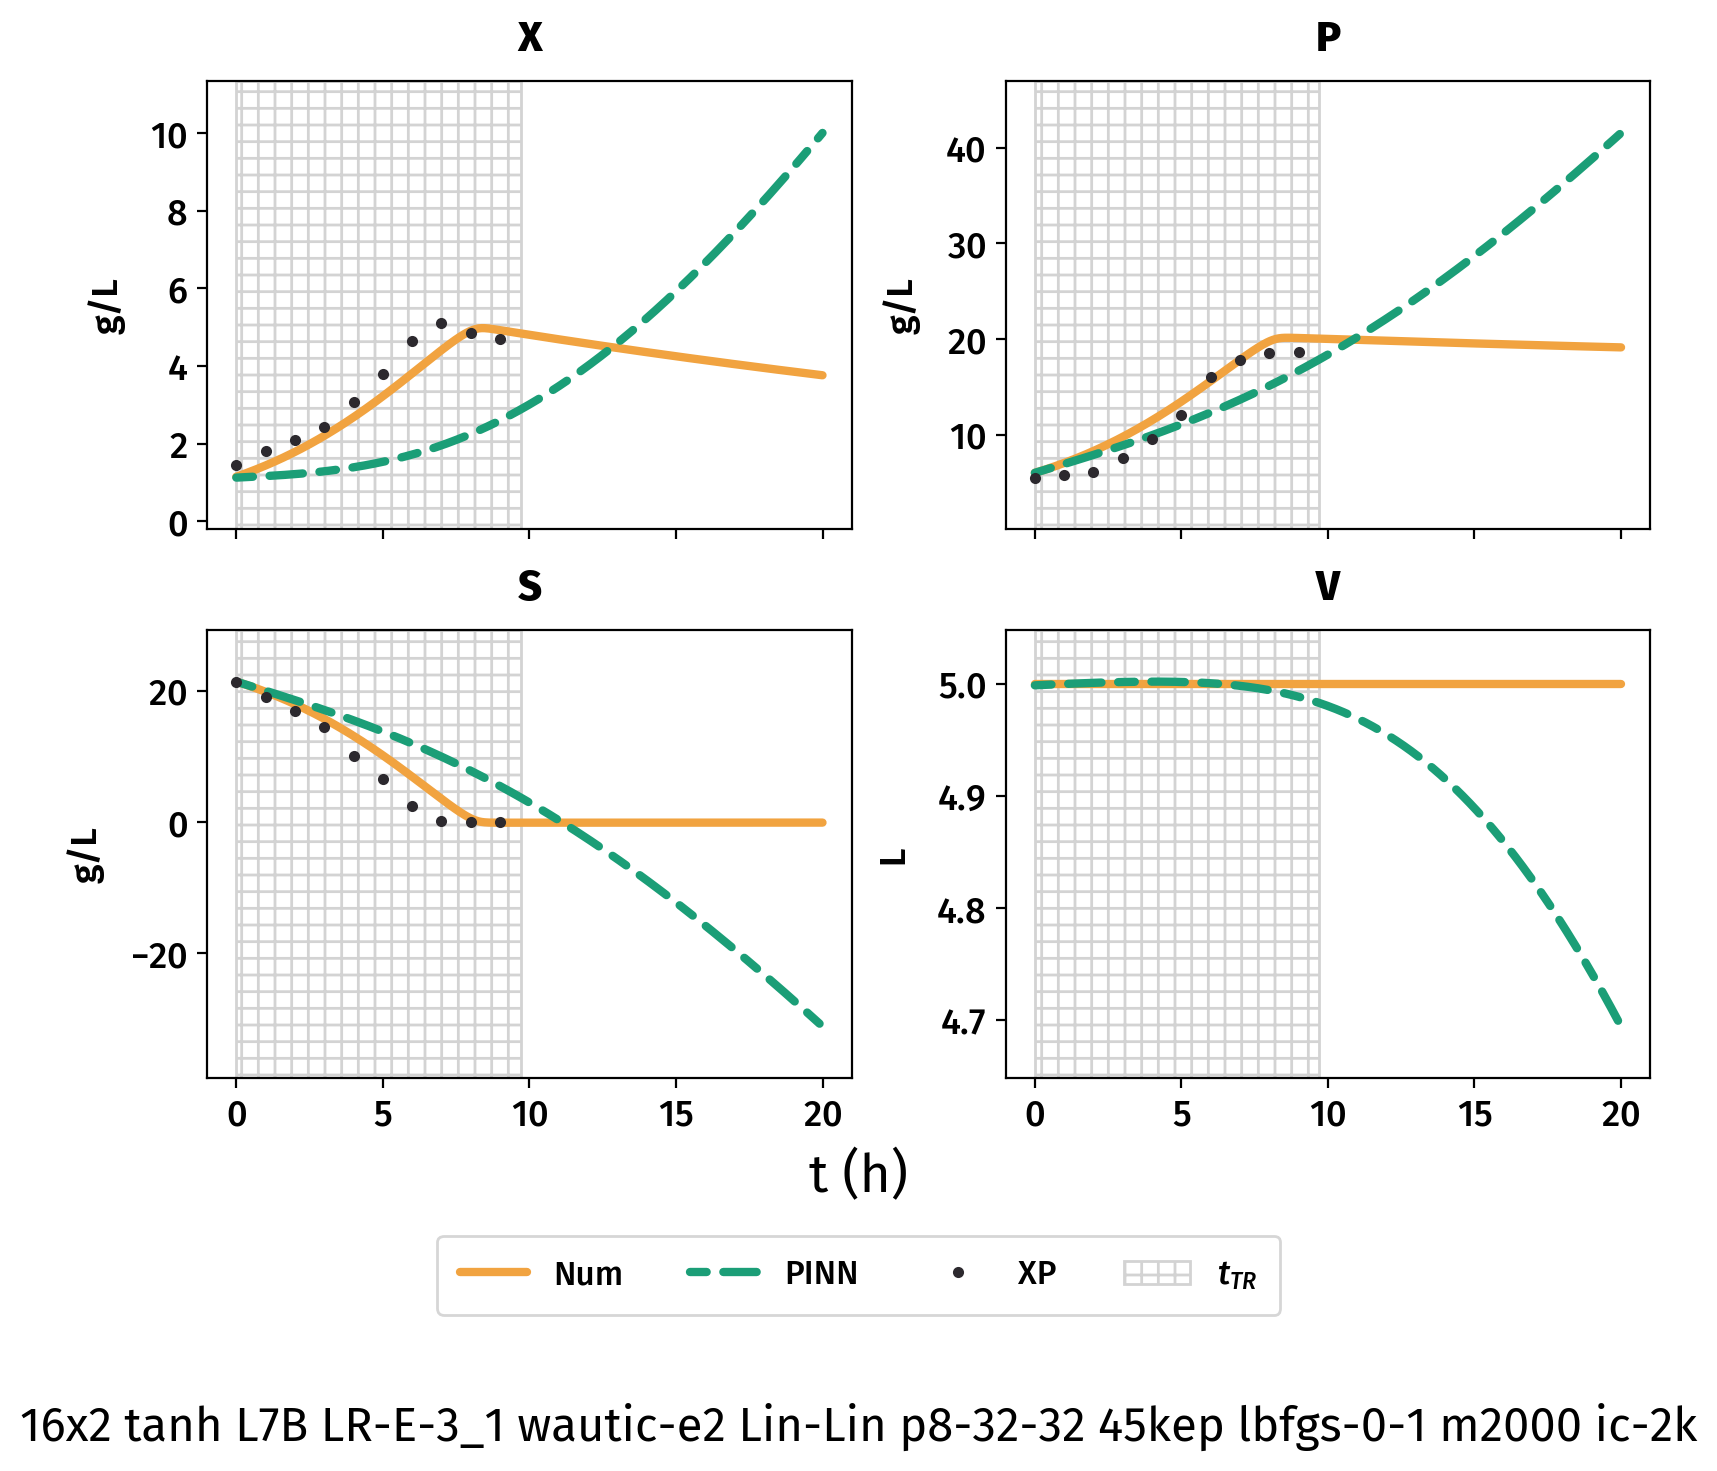 X
P
10
8
6
4
2
0
g/L
40
30
20
10
g/L
S
V
20
0
−20
g/L
5.0
4.9
4.8
4.7
L
0 5 10 15 20
0 5 10 15 20
t (h)
Num PINN XP tTR
16x2 tanh L7B LR-E-3_1 wautic-e2 Lin-Lin p8-32-32 45kep lbfgs-0-1 m2000 ic-2k